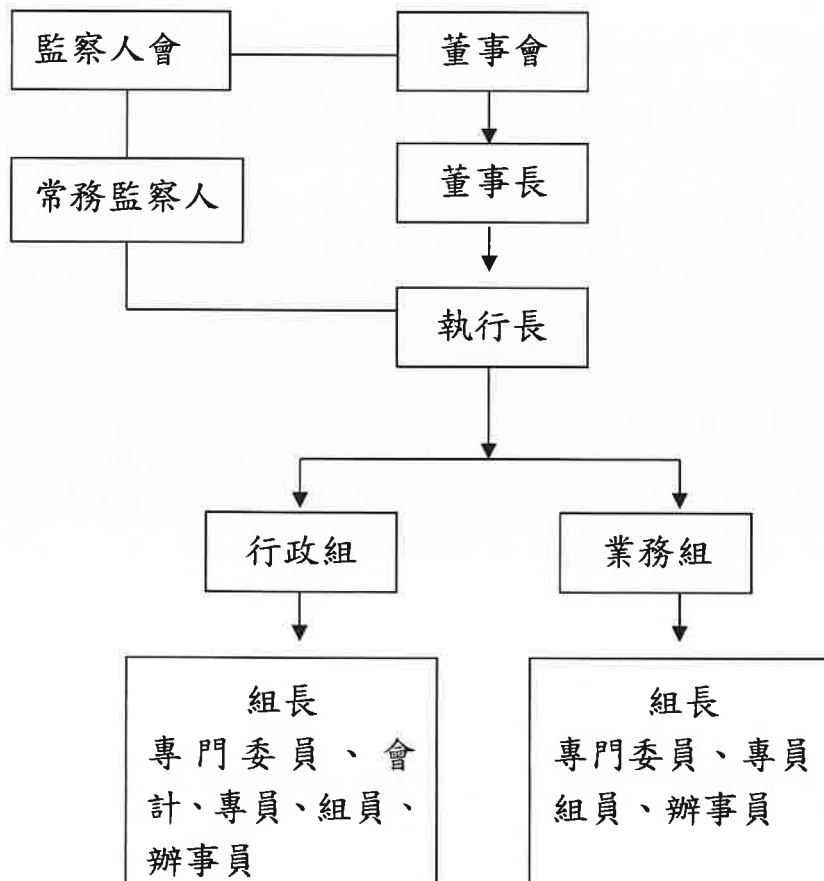 監察人會
董事會
常務監察人
董事長
執行長
行政組
業務組
組長
專門委員、會
計、專員、組員、
辦事員
組長
專門委員、專員
組員、辦事員